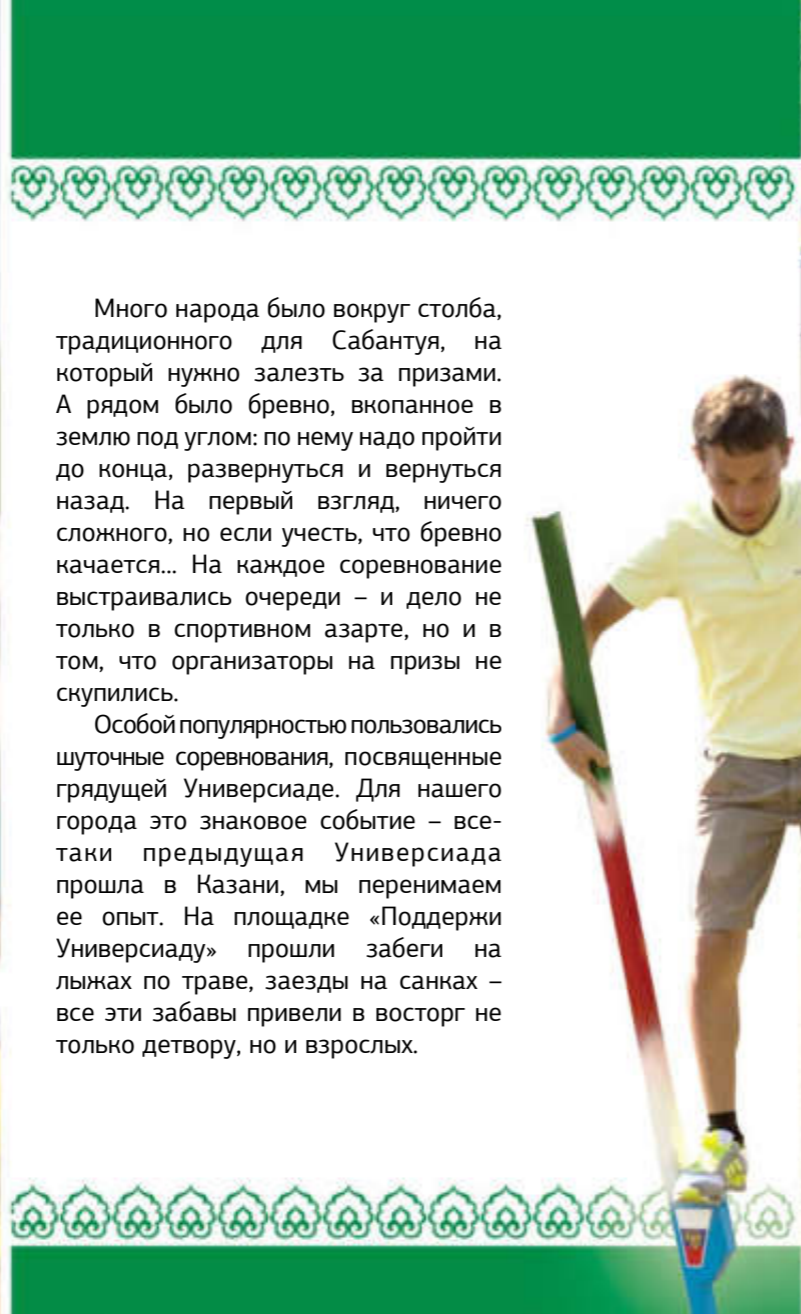 Много народа было вокруг столба,
традиционного для Сабантуя, на
который нужно залезть за призами.
А рядом было бревно, вкопанное в
землю под углом: по нему надо пройти
до конца, развернуться и вернуться
назад. На первый взгляд, ничего
сложного, но если учесть, что бревно
качается... На каждое соревнование
выстраивались очереди – и дело не
только в спортивном азарте, но и в
том, что организаторы на призы не
скупились.
Особой популярностью пользовались
шуточные соревнования, посвященные
грядущей Универсиаде. Для нашего
города это знаковое событие – все-
таки предыдущая Универсиада
прошла в Казани, мы перенимаем
ее опыт. На площадке «Поддержи
Универсиаду» прошли забеги на
лыжах по траве, заезды на санках –
все эти забавы привели в восторг не
только детвору, но и взрослых.